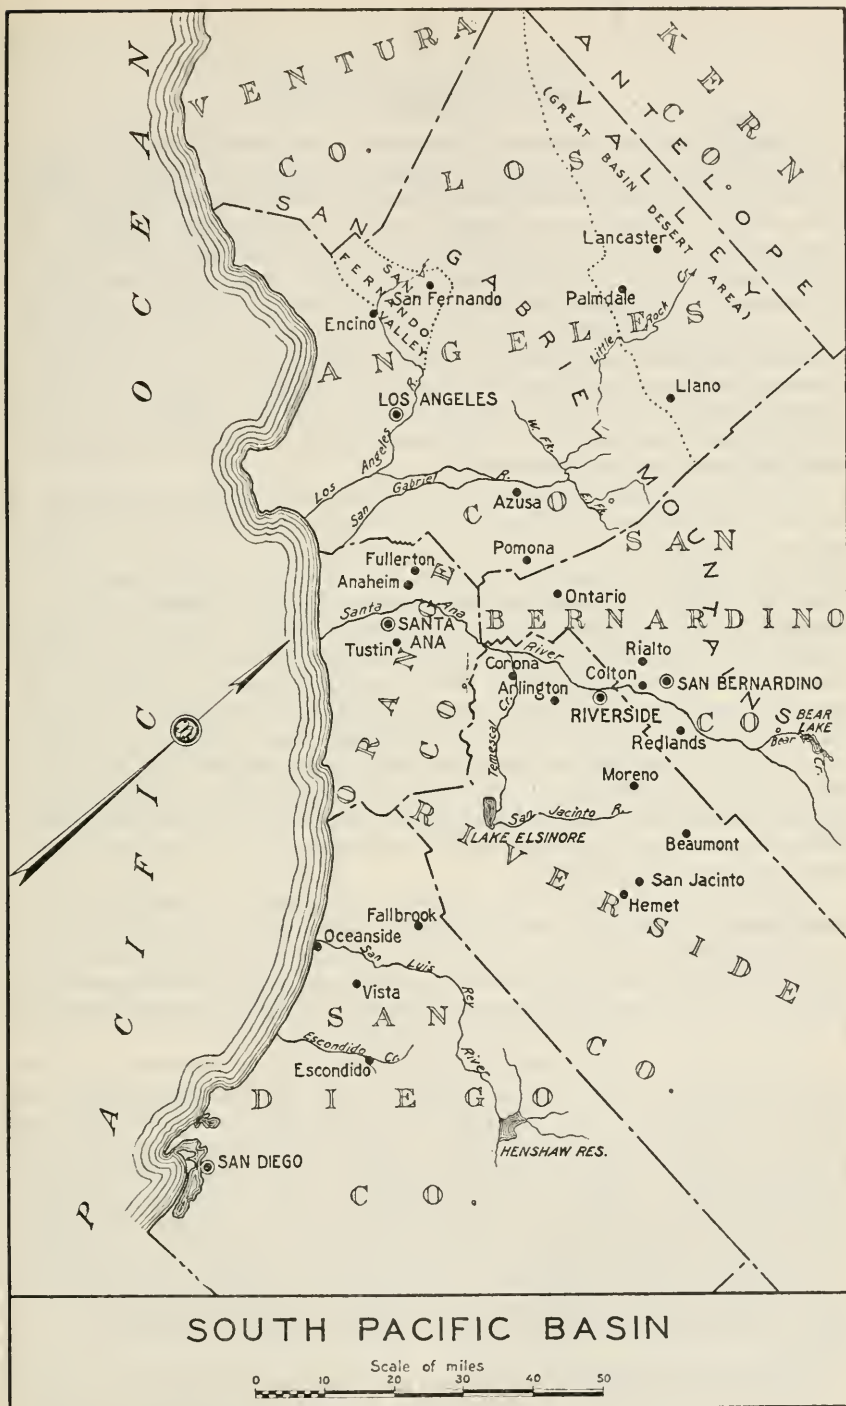 PACIFIC OCEAN
VENTURA
CO.
KERN
CO.
ANTELOPE
VALLEY
(GREAT BASIN DESERT AREA)
LOS
ANGELES
CO
SAN
GABRIEL
MOUNTAINS
SAN
FERNANDO
VALLEY
Lancaster
Palmdale
San Fernando
Encino
Little Rock
Llano
LOS ANGELES
Los Angeles R.
San Gabriel R.
W. Fk.
Azusa
SAN
BERNARDINO
CO
Pomona
Fullerton
Anaheim
Ontario
Santa Ana River
SANTA
ANA
Tustin
Rialto
Corona
Colton
SAN BERNARDINO
Arlington
RIVERSIDE
BEAR
LAKE
Bear Cr.
Redlands
Temescal Cr.
ORANGE
CO.
Moreno
San Jacinto R.
LAKE ELSINORE
Beaumont
San Jacinto
Hemet
RIVERSIDE
CO.
Fallbrook
Oceanside
San Luis Rey River
Vista
SAN
DIEGO
CO.
Escondido Cr.
Escondido
HENSHAW RES.
SAN DIEGO
SOUTH PACIFIC BASIN
Scale of miles
0 10 20 30 40 50